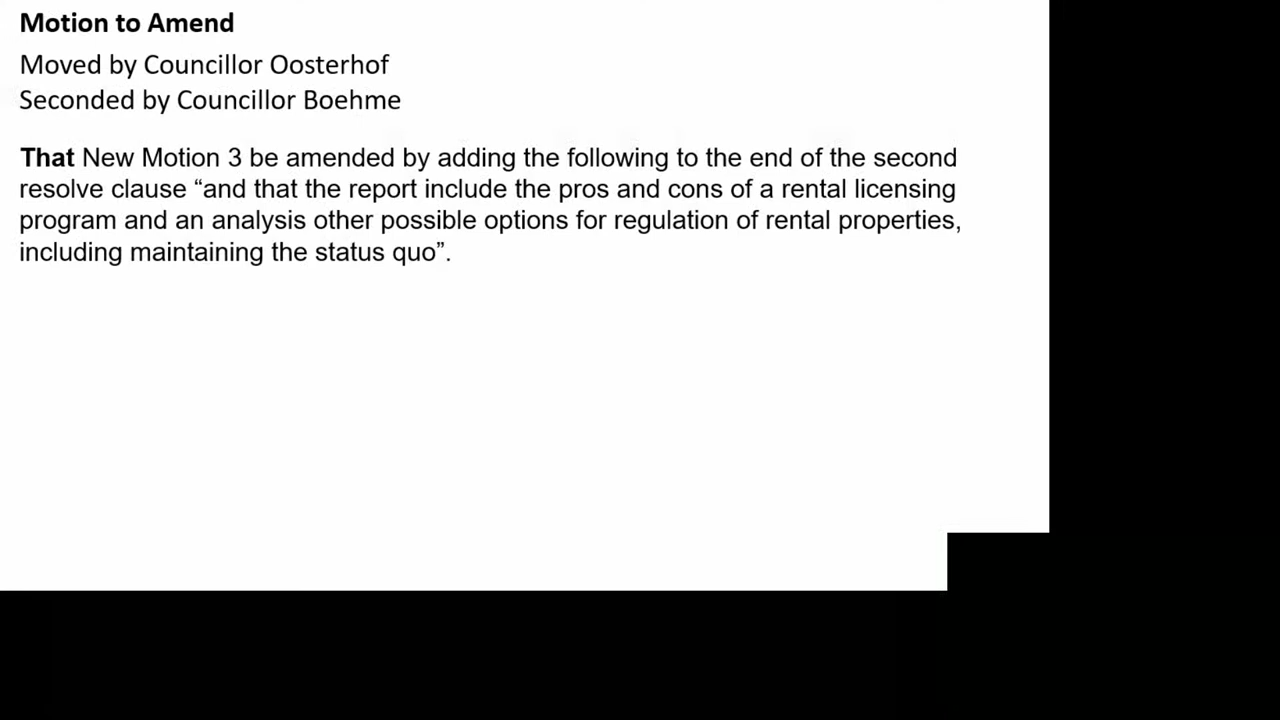 Motion to Amend
Moved by Councillor Oosterhof
Seconded by Councillor Boehme
That New Motion 3 be amended by adding the following to the end of the second
resolve clause “and that the report include the pros and cons of a rental licensing
program and an analysis other possible options for regulation of rental properties,
including maintaining the status quo”.